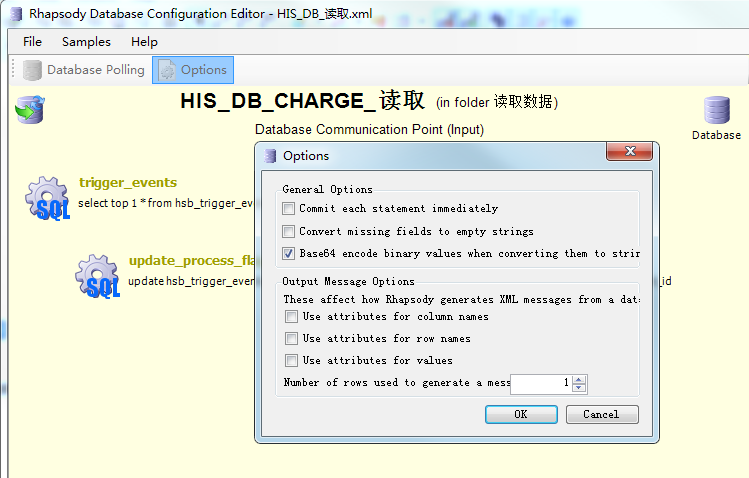 Rhapsody Database Configuration Editor - HIS_DB_读取.xml
File Samples Help
Database Polling Options
HIS_DB_CHARGE_读取 (in folder 读取数据)
Database Communication Point (Input)
Database
trigger_events
select top 1 * from hsb_trigger_eve
SQL
update_process_fla
update hsb_trigger_even
_id
SQL
Options
General Options
Commit each statement immediately
Convert missing fields to empty strings
Base64 encode binary values when converting them to strin
Output Message Options
These affect how Rhapsody generates XML messages from a dat
Use attributes for column names
Use attributes for row names
Use attributes for values
Number of rows used to generate a mess 1
OK Cancel